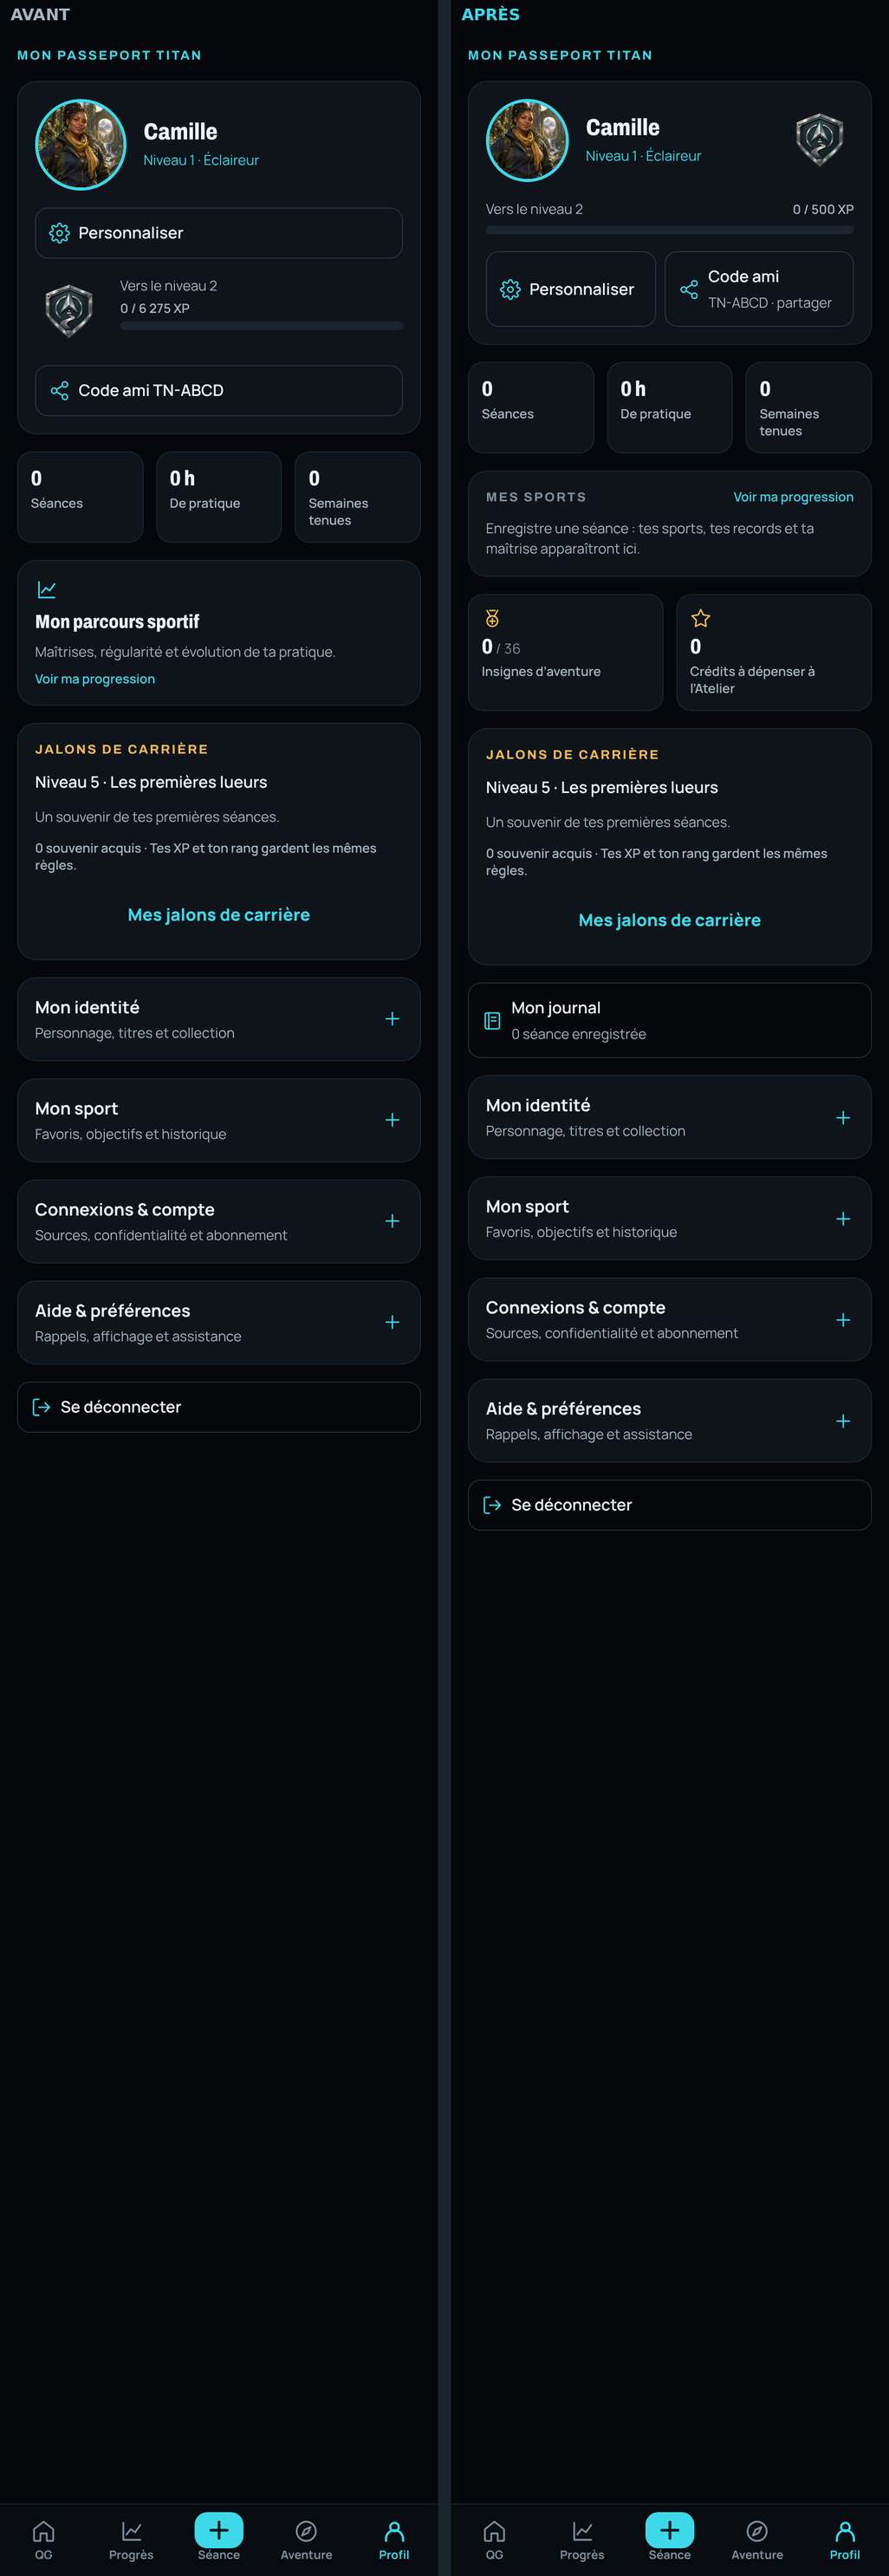 AVANT
MON PASSEPORT TITAN
Camille
Niveau 1 · Éclaireur
Personnaliser
Vers le niveau 2
0 / 6 275 XP
Code ami TN-ABCD
0
Séances
0 h
De pratique
0
Semaines
tenues
Mon parcours sportif
Maîtrises, régularité et évolution de ta pratique.
Voir ma progression
JALONS DE CARRIÈRE
Niveau 5 · Les premières lueurs
Un souvenir de tes premières séances.
0 souvenir acquis · Tes XP et ton rang gardent les mêmes
règles.
Mes jalons de carrière
Mon identité
Personnage, titres et collection
Mon sport
Favoris, objectifs et historique
Connexions & compte
Sources, confidentialité et abonnement
Aide & préférences
Rappels, affichage et assistance
Se déconnecter
QG
Progrès
Séance
Aventure
Profil
APRÈS
MON PASSEPORT TITAN
Camille
Niveau 1 · Éclaireur
Vers le niveau 2
0 / 500 XP
Personnaliser
Code ami
TN-ABCD · partager
0
Séances
0 h
De pratique
0
Semaines
tenues
MES SPORTS
Voir ma progression
Enregistre une séance : tes sports, tes records et ta
maîtrise apparaîtront ici.
0 / 36
Insignes d’aventure
0
Crédits à dépenser à
l’Atelier
JALONS DE CARRIÈRE
Niveau 5 · Les premières lueurs
Un souvenir de tes premières séances.
0 souvenir acquis · Tes XP et ton rang gardent les mêmes
règles.
Mes jalons de carrière
Mon journal
0 séance enregistrée
Mon identité
Personnage, titres et collection
Mon sport
Favoris, objectifs et historique
Connexions & compte
Sources, confidentialité et abonnement
Aide & préférences
Rappels, affichage et assistance
Se déconnecter
QG
Progrès
Séance
Aventure
Profil